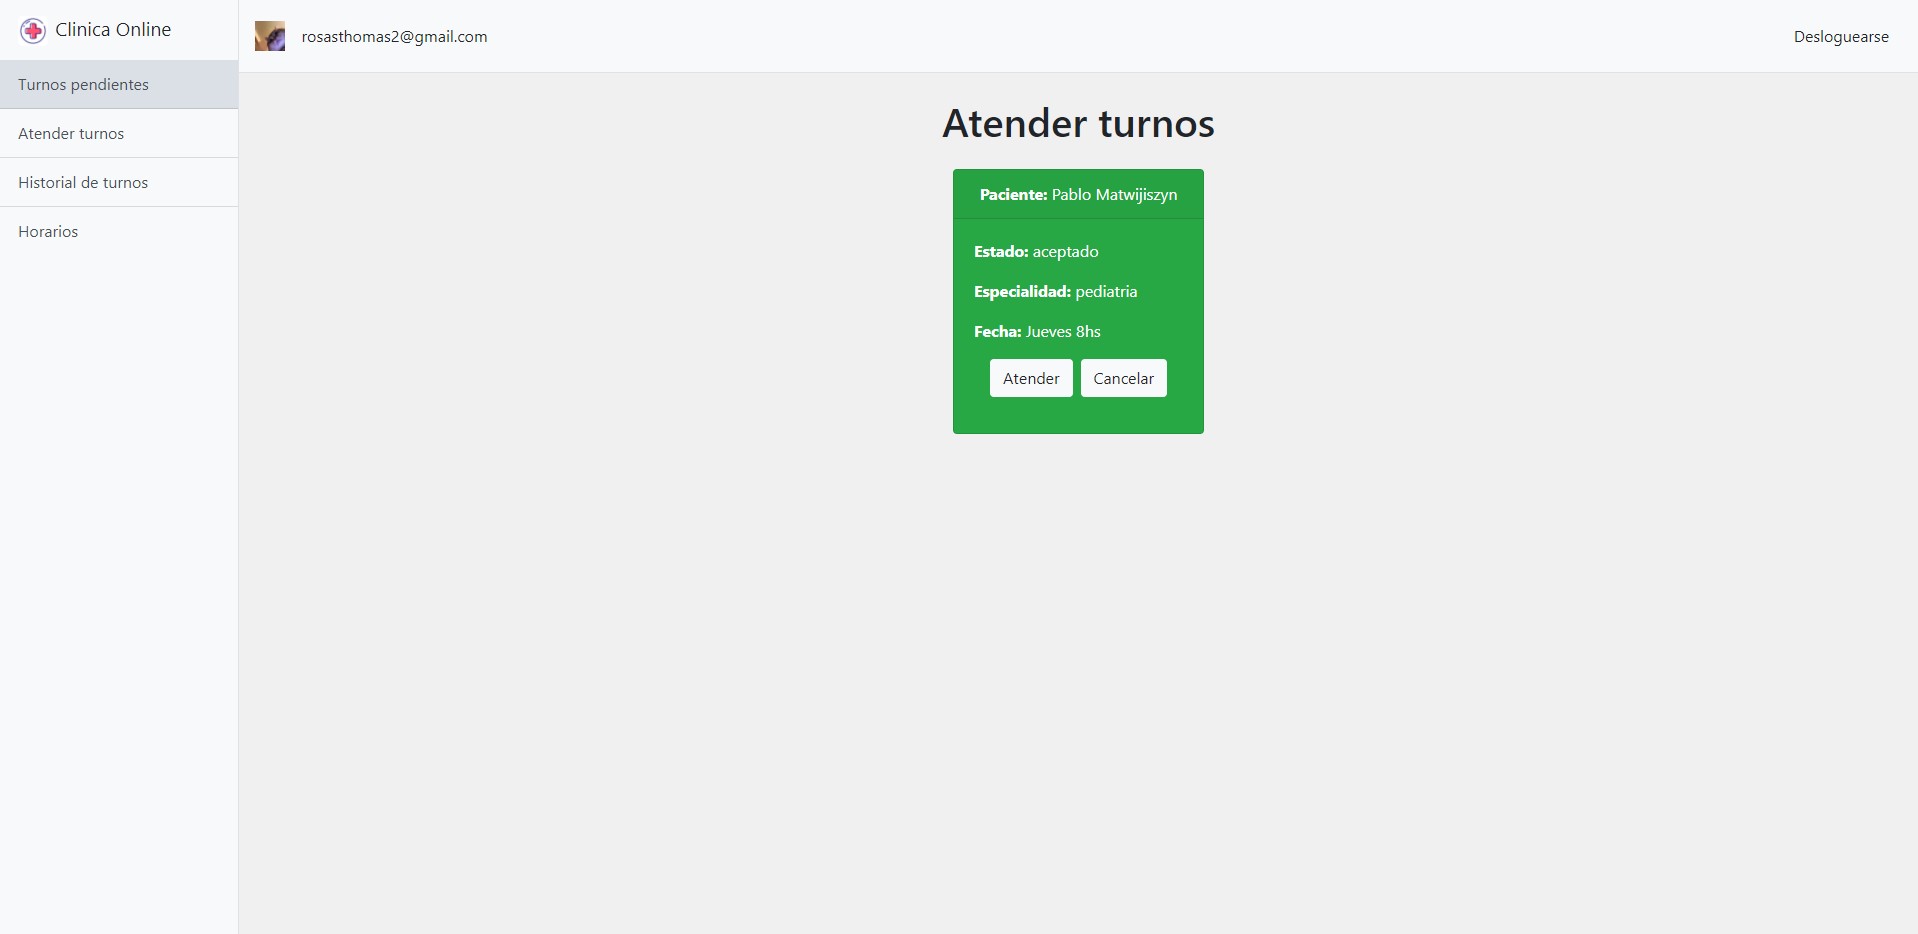 Clinica Online
Turnos pendientes
Atender turnos
Historial de turnos
Horarios
rosasthomas2@gmail.com
Desloguearse
Atender turnos
Paciente: Pablo Matwijiszyn
Estado: aceptado
Especialidad: pediatria
Fecha: Jueves 8hs
Atender Cancelar